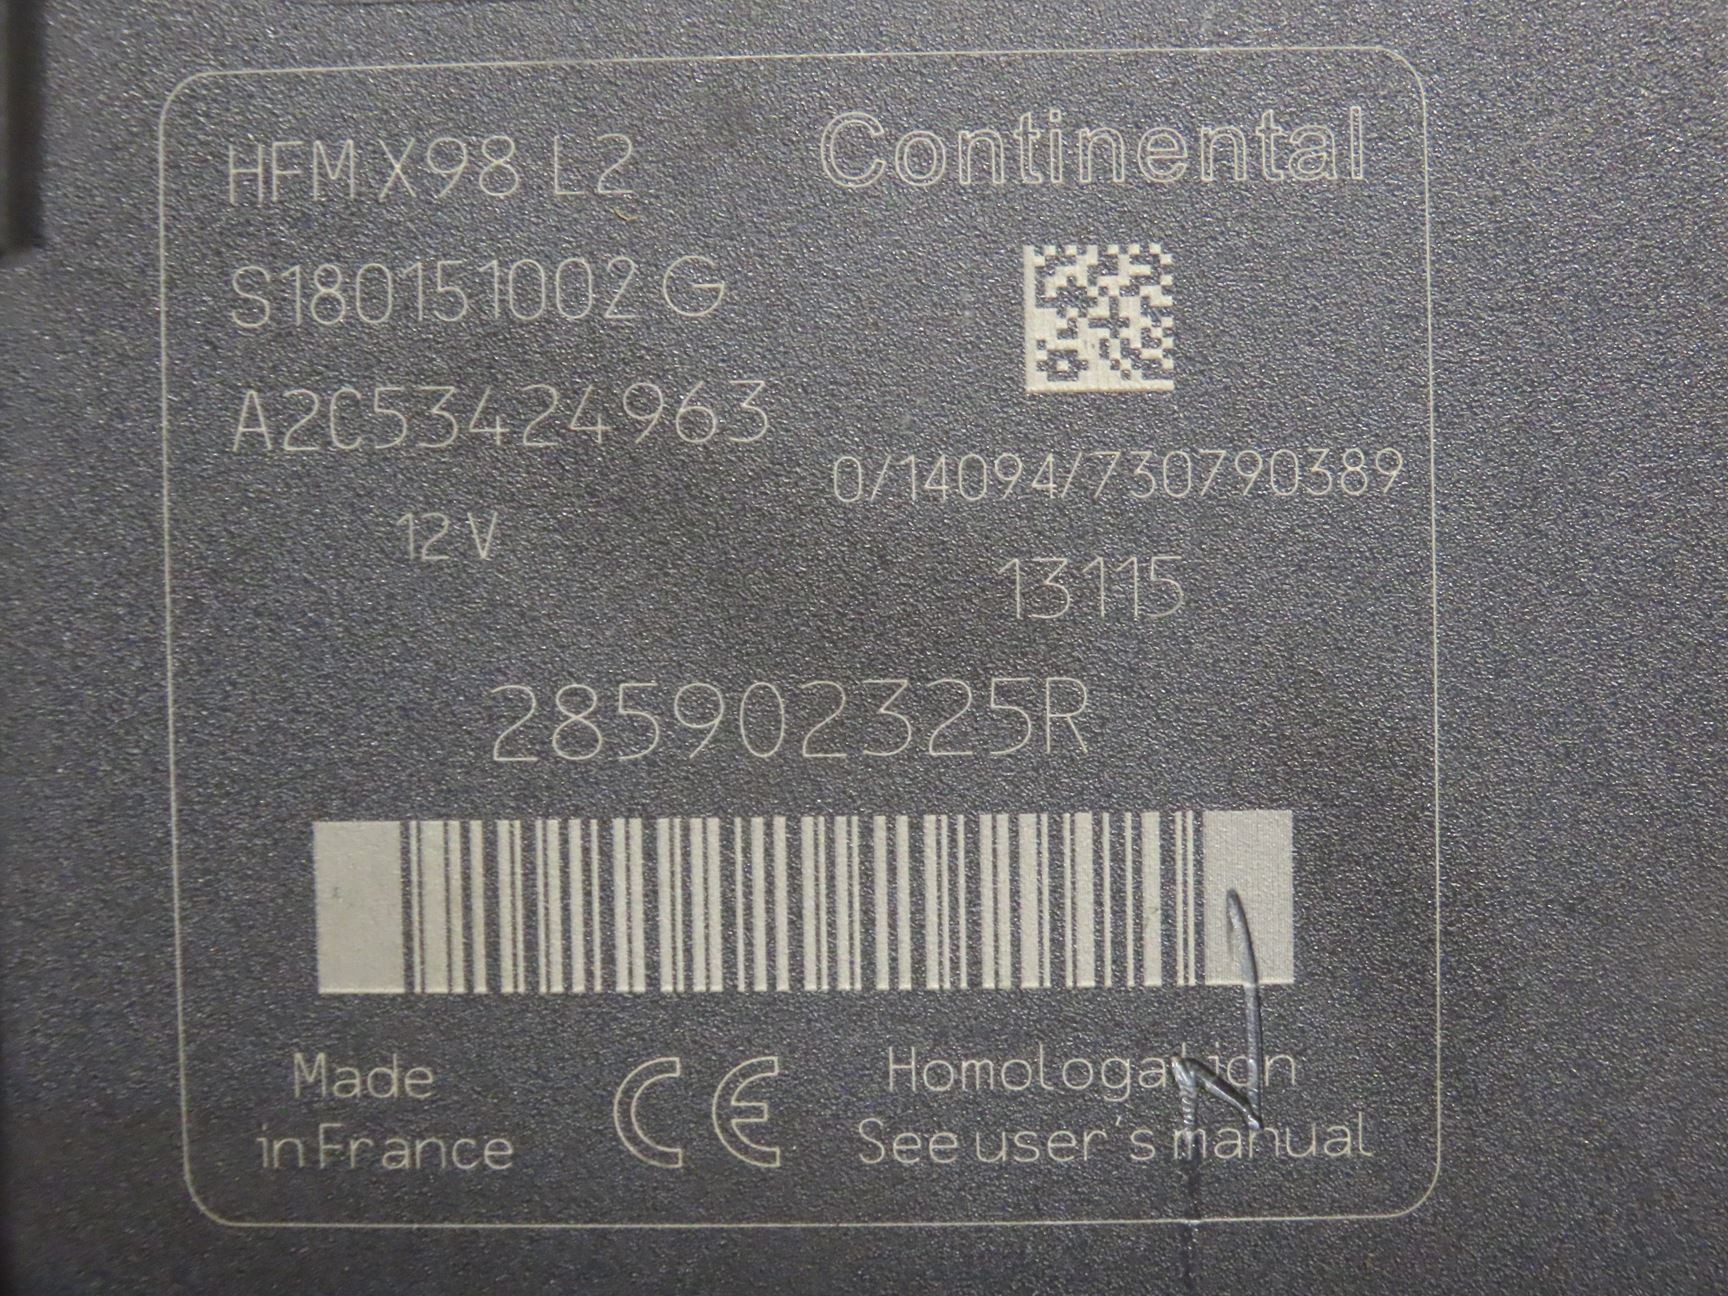 HFM X98 L2
Continental
S180151002 G
A2C53424963
0/14094/730790389
12 V
13115
285902325R
Made
in France
CE
Homologation
See user's manual